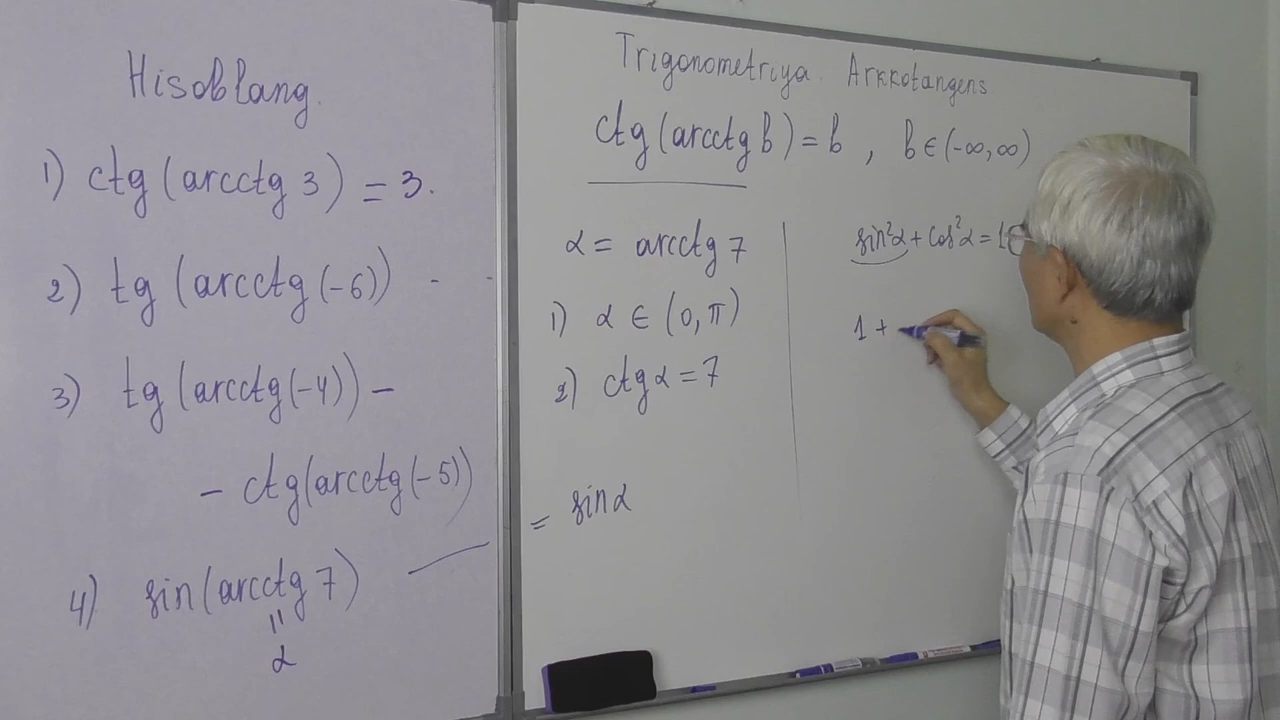 Hisoblang.
1) ctg (arcctg 3) = 3.
2) tg (arcctg (-6)) -
3) tg (arcctg (-4)) -
- ctg (arcctg (-5))
4) sin (arcctg 7)
=
α
Trigonometriya. Arkkotangens
ctg (arcctg b) = b , b ∈ (-∞, ∞)
α = arcctg 7
1) α ∈ (0, π)
2) ctg α = 7
= sin α
sin²α + cos²α = 1
1 +